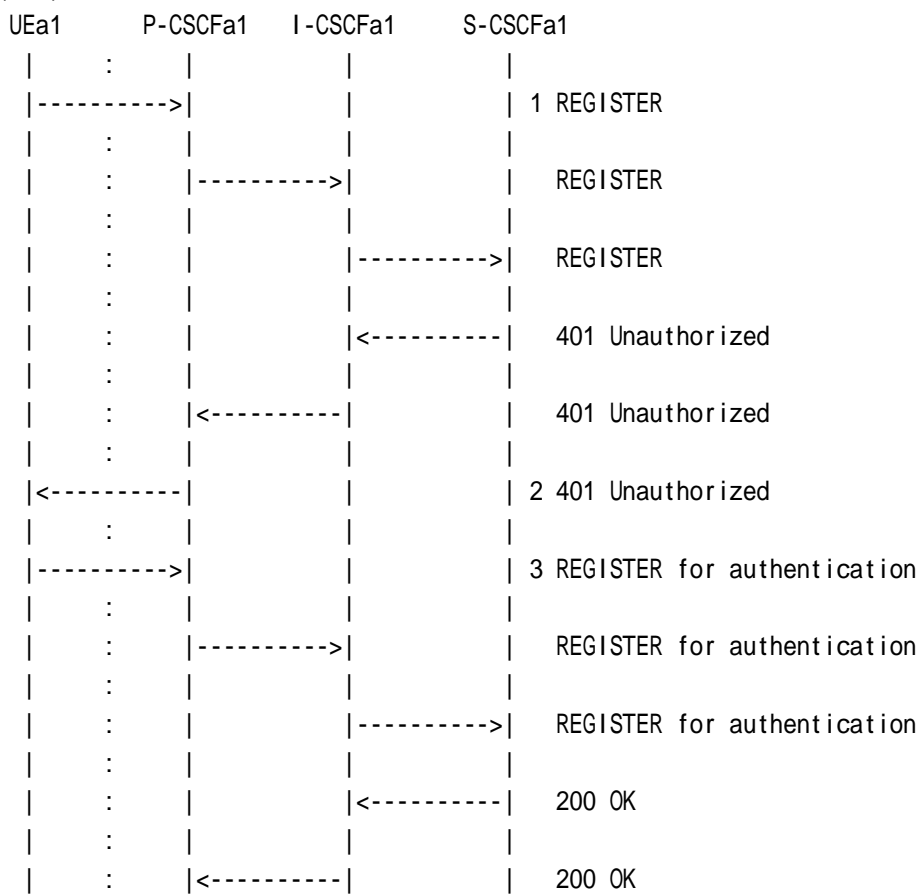 UEa1 P-CSCFa1 I-CSCFa1 S-CSCFa1
| : | | |
|---------->| | | 1 REGISTER
| : | | |
| : |---------->| | REGISTER
| : | | |
| : | |---------->| REGISTER
| : | | |
| : | |<----------| 401 Unauthorized
| : | | |
| : |<----------| | 401 Unauthorized
| : | | |
|<----------| | | 2 401 Unauthorized
| : | | |
|---------->| | | 3 REGISTER for authentication
| : | | |
| : |---------->| | REGISTER for authentication
| : | | |
| : | |---------->| REGISTER for authentication
| : | | |
| : | |<----------| 200 OK
| : | | |
| : |<----------| | 200 OK